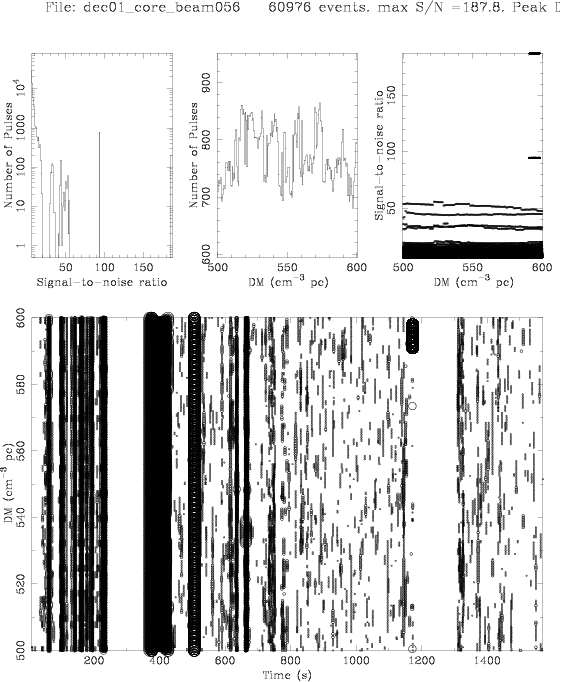 File: dec01_core_beam056 60976 events. max S/N =187.8. Peak D
Number of Pulses
1 10 100 1000 10⁴
50 100 150
Signal-to-noise ratio
Number of Pulses
600 700 800 900
500 550 600
DM (cm⁻³ pc)
Signal-to-noise ratio
50 100 150
500 550 600
DM (cm⁻³ pc)
DM (cm⁻³ pc)
500 520 540 560 580 600
200 400 600 800 1000 1200 1400
Time (s)